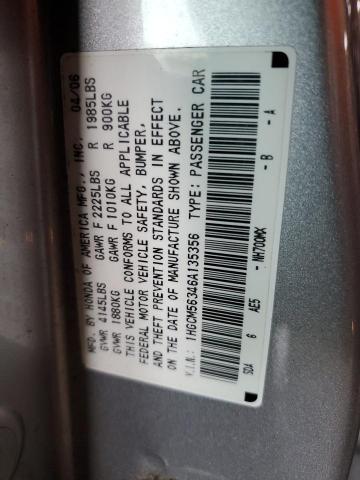 MFD. BY HONDA OF AMERICA MFG., INC. 04/06
GVWR 4145LBS GAWR F 2225LBS R 1985LBS
GVWR 1880KG GAWR F 1010KG R 900KG
THIS VEHICLE CONFORMS TO ALL APPLICABLE
FEDERAL MOTOR VEHICLE SAFETY, BUMPER,
AND THEFT PREVENTION STANDARDS IN EFFECT
ON THE DATE OF MANUFACTURE SHOWN ABOVE.
V.I.N.: 1HGCM56346A135356 TYPE: PASSENGER CAR
SDA 6 AE5 - NH700MX - B - A